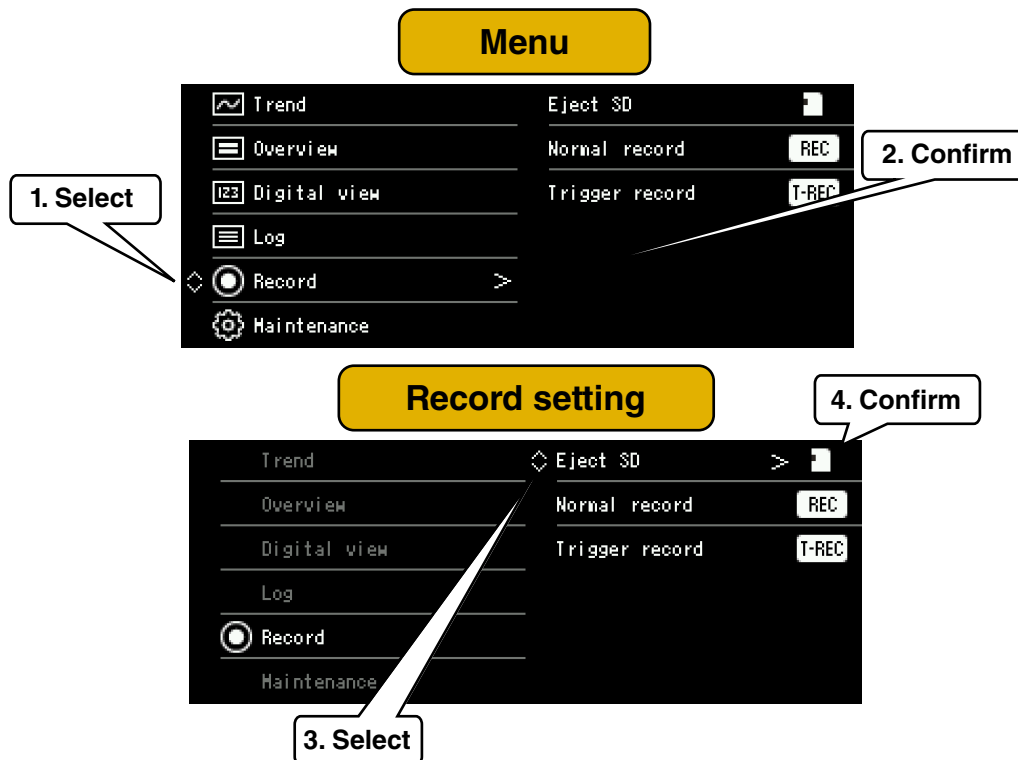 Menu
Trend
Eject SD
Overview
Normal record
REC
2. Confirm
1. Select
123
Digital view
Trigger record
T-REC
Log
Record
>
Maintenance
Record setting
4. Confirm
Trend
Eject SD
>
Overview
Normal record
REC
Digital view
Trigger record
T-REC
Log
Record
Maintenance
3. Select